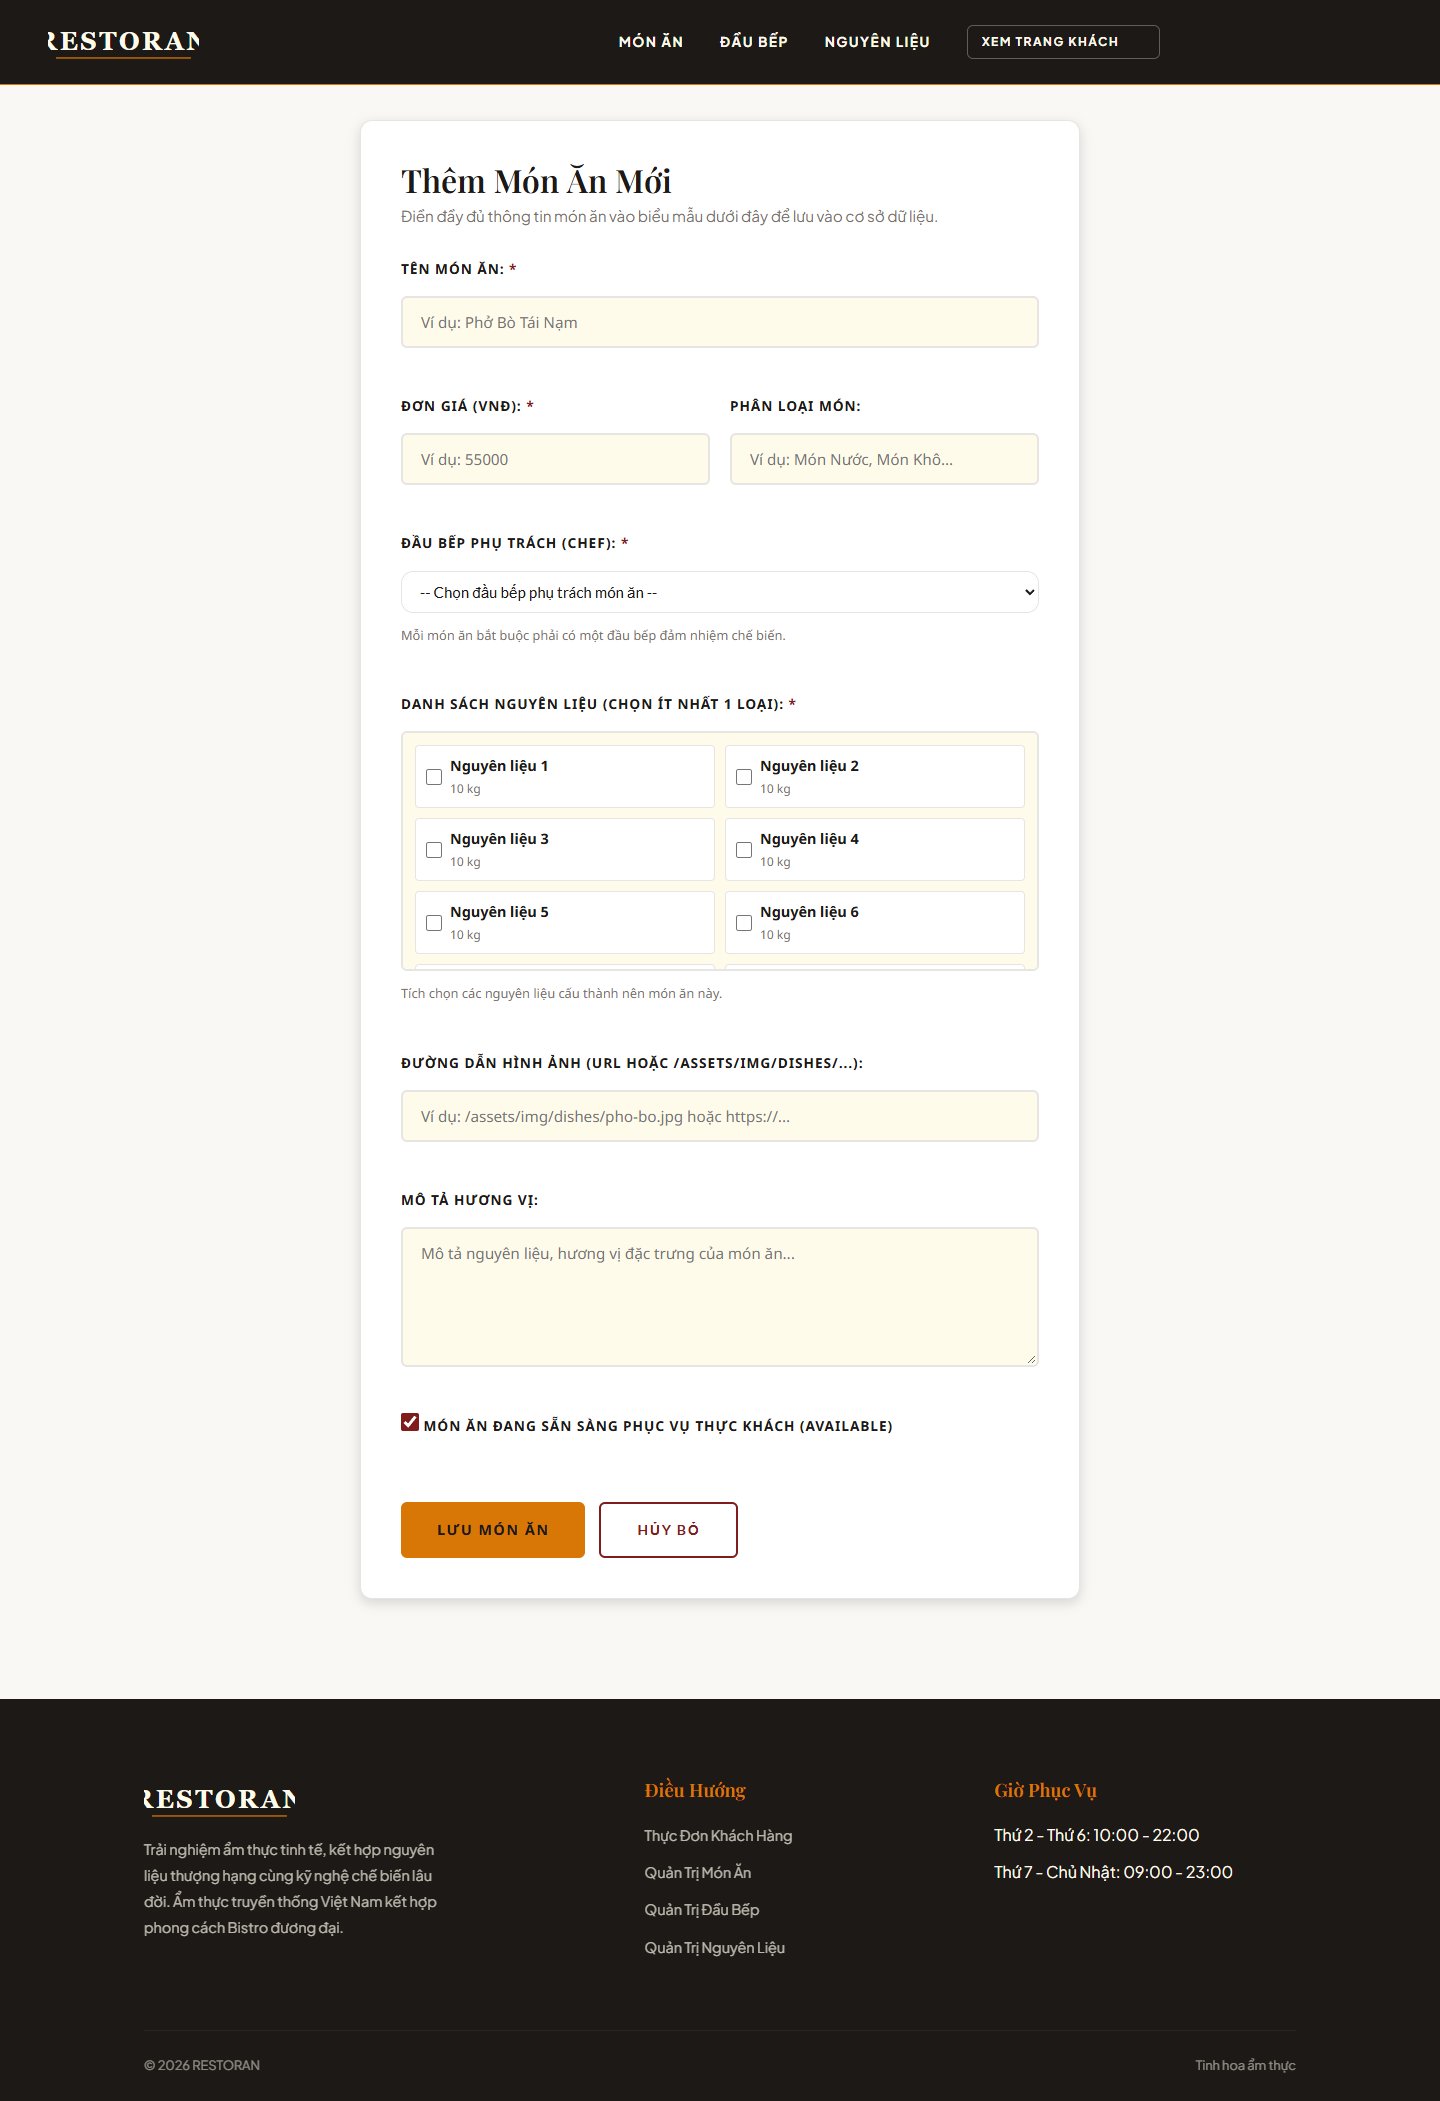 RESTORAN
MÓN ĂN
ĐẦU BẾP
NGUYÊN LIỆU
XEM TRANG KHÁCH
Thêm Món Ăn Mới
Điền đầy đủ thông tin món ăn vào biểu mẫu dưới đây để lưu vào cơ sở dữ liệu.
TÊN MÓN ĂN: *
Ví dụ: Phở Bò Tái Nạm
ĐƠN GIÁ (VNĐ): *
PHÂN LOẠI MÓN:
Ví dụ: 55000
Ví dụ: Món Nước, Món Khô...
ĐẦU BẾP PHỤ TRÁCH (CHEF): *
-- Chọn đầu bếp phụ trách món ăn --
Mỗi món ăn bắt buộc phải có một đầu bếp đảm nhiệm chế biến.
DANH SÁCH NGUYÊN LIỆU (CHỌN ÍT NHẤT 1 LOẠI): *
Nguyên liệu 1
10 kg
Nguyên liệu 2
10 kg
Nguyên liệu 3
10 kg
Nguyên liệu 4
10 kg
Nguyên liệu 5
10 kg
Nguyên liệu 6
10 kg
Tích chọn các nguyên liệu cấu thành nên món ăn này.
ĐƯỜNG DẪN HÌNH ẢNH (URL HOẶC /ASSETS/IMG/DISHES/...):
Ví dụ: /assets/img/dishes/pho-bo.jpg hoặc https://...
MÔ TẢ HƯƠNG VỊ:
Mô tả nguyên liệu, hương vị đặc trưng của món ăn...
MÓN ĂN ĐANG SẴN SÀNG PHỤC VỤ THỰC KHÁCH (AVAILABLE)
LƯU MÓN ĂN
HỦY BỎ
RESTORAN
Trải nghiệm ẩm thực tinh tế, kết hợp nguyên
liệu thượng hạng cùng kỹ nghệ chế biến lâu
đời. Ẩm thực truyền thống Việt Nam kết hợp
phong cách Bistro đương đại.
Điều Hướng
Thực Đơn Khách Hàng
Quản Trị Món Ăn
Quản Trị Đầu Bếp
Quản Trị Nguyên Liệu
Giờ Phục Vụ
Thứ 2 - Thứ 6: 10:00 - 22:00
Thứ 7 - Chủ Nhật: 09:00 - 23:00
© 2026 RESTORAN
Tinh hoa ẩm thực